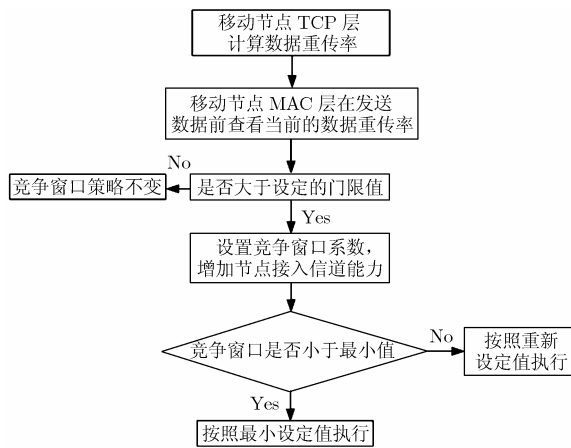 移动节点 TCP 层
计算数据重传率
移动节点 MAC 层在发送
数据前查看当前的数据重传率
No
竞争窗口策略不变
是否大于设定的门限值
Yes
设置竞争窗口系数，
增加节点接入信道能力
竞争窗口是否小于最小值
No
按照重新
设定值执行
Yes
按照最小设定值执行